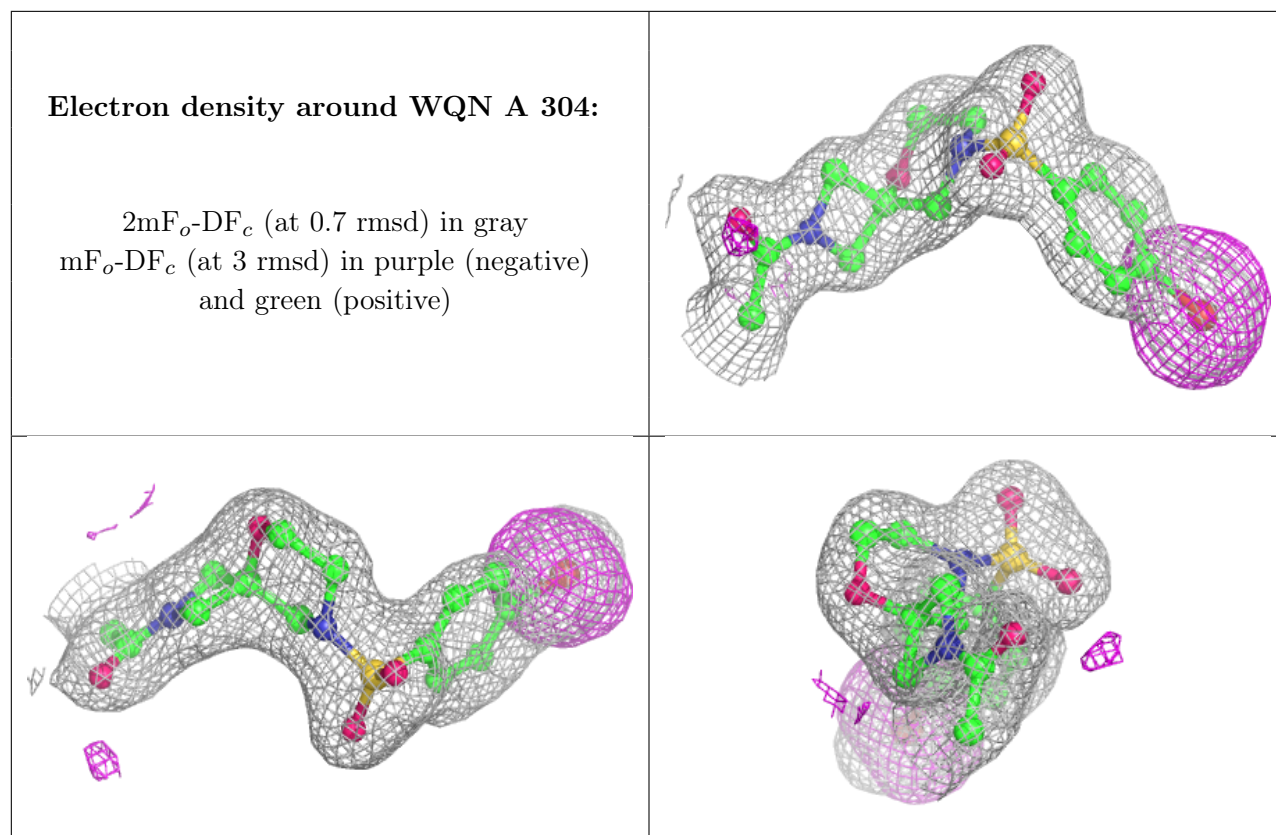 Electron density around WQN A 304:
2mFo-DFc (at 0.7 rmsd) in gray
mFo-DFc (at 3 rmsd) in purple (negative)
and green (positive)